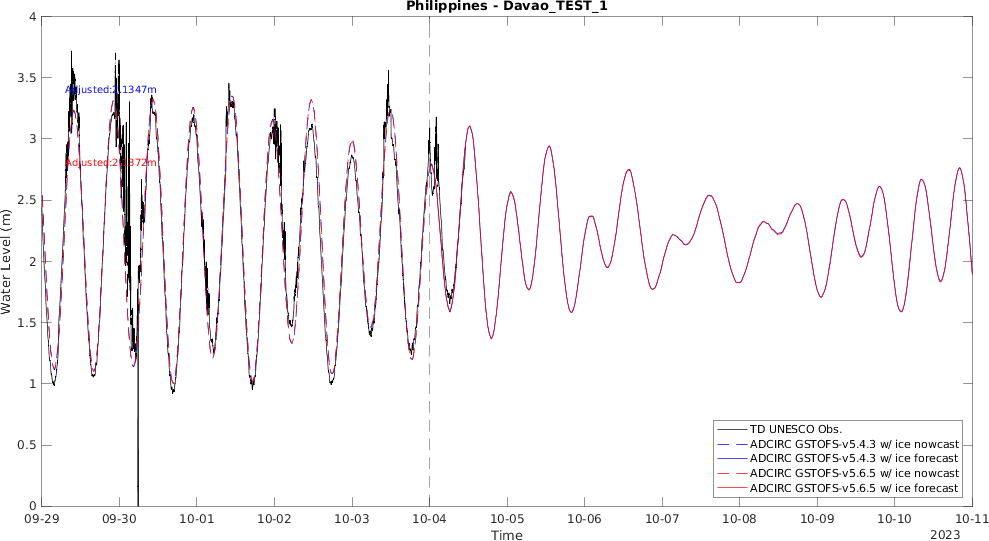 Philippines - Davao_TEST_1
Water Level (m)
4
3.5
3
2.5
2
1.5
1
0.5
0
Adjusted:2.1347m
TD UNESCO Obs.
ADCIRC GSTOFS-v5.4.3 w/ ice nowcast
ADCIRC GSTOFS-v5.4.3 w/ ice forecast
ADCIRC GSTOFS-v5.6.5 w/ ice nowcast
ADCIRC GSTOFS-v5.6.5 w/ ice forecast
09-29 09-30 10-01 10-02 10-03 10-04 10-05 10-06 10-07 10-08 10-09 10-10 10-11
Time
2023